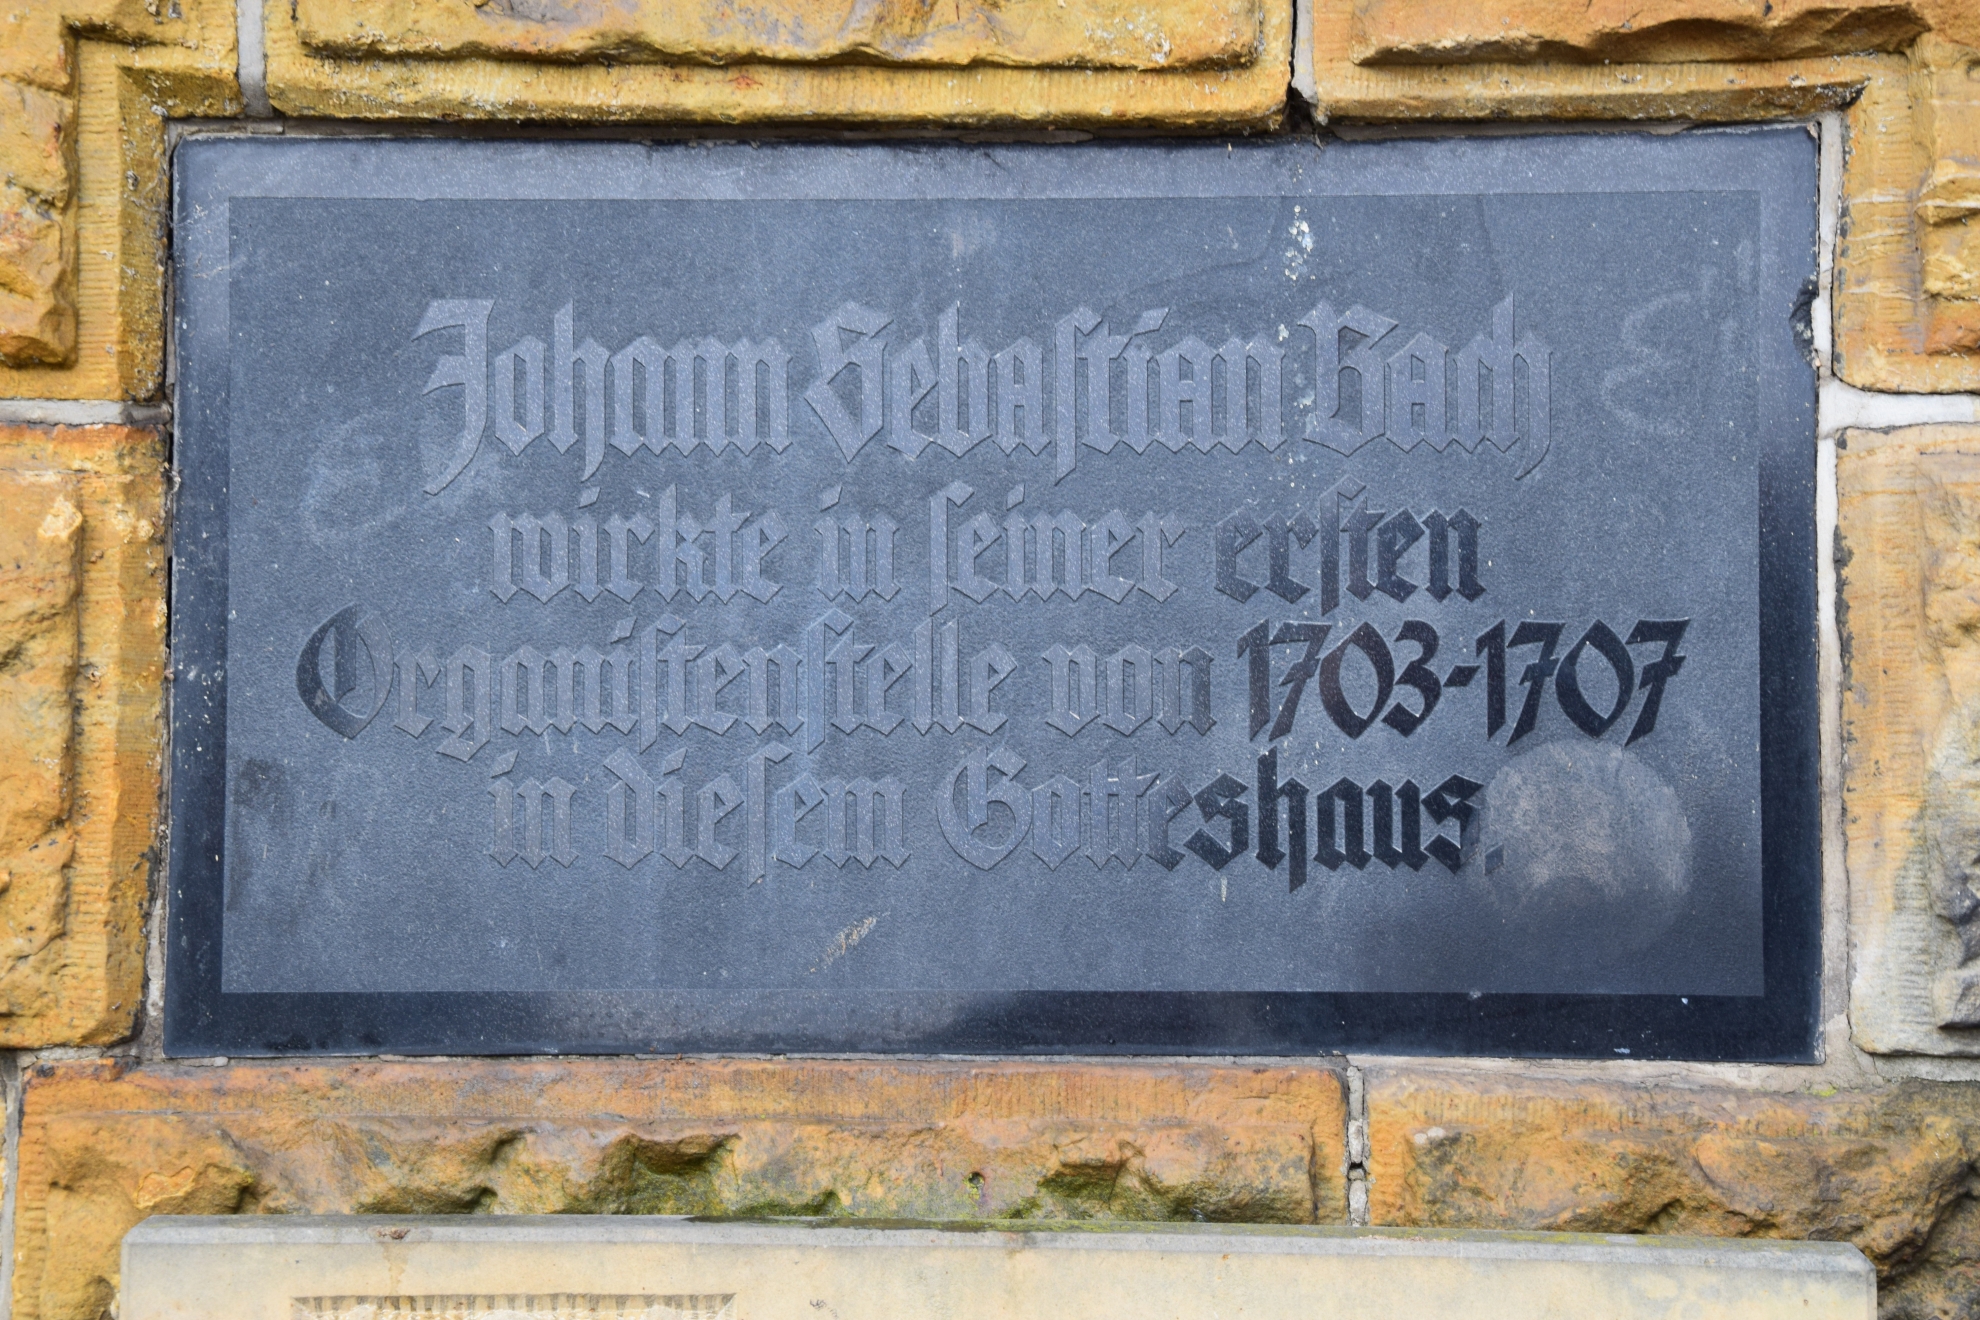 Johann Sebaſtian Bach
wirkte in ſeiner erſten
Organiſtenſtelle von 1703-1707
in dieſem Gotteshaus.